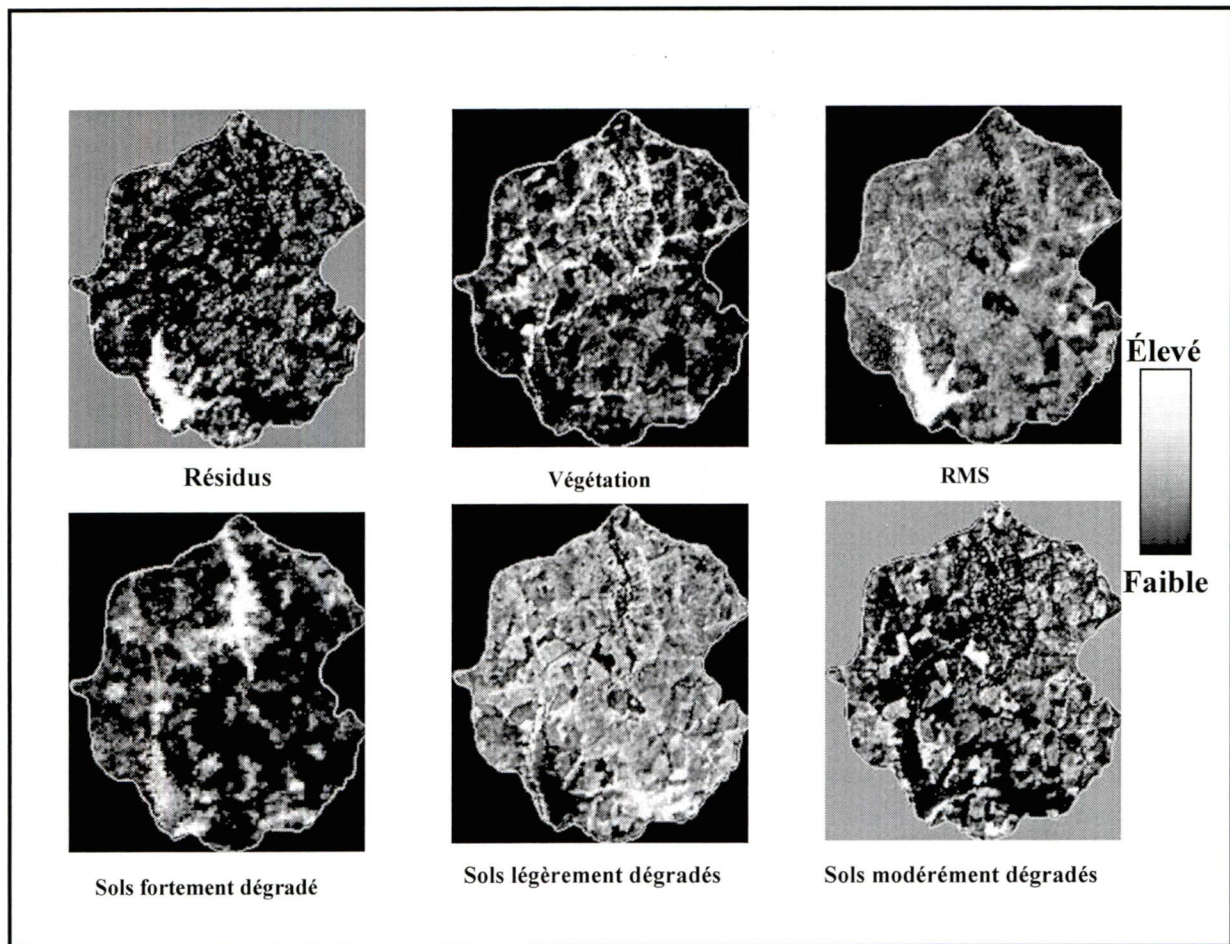 Résidus
Végétation
RMS
Élevé
Faible
Sols fortement dégradé
Sols légèrement dégradés
Sols modérément dégradés